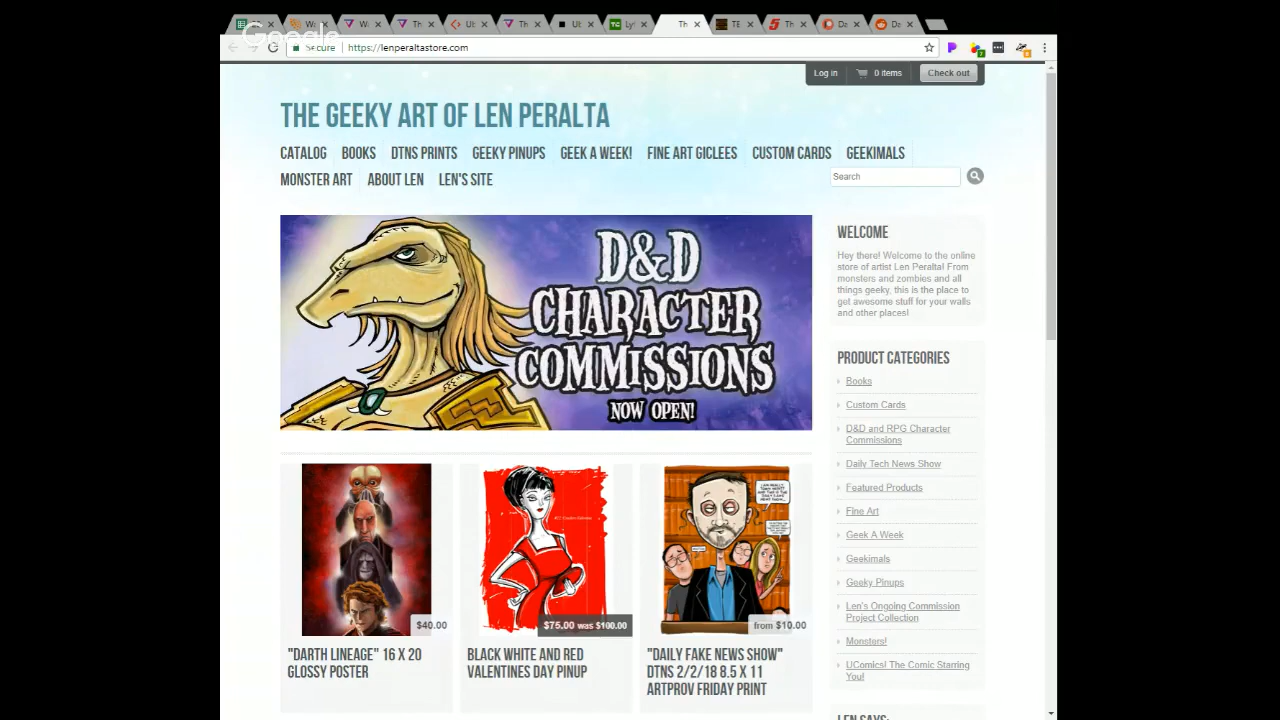 Google
Secure | https://lenperaltastore.com
Log in
0 items
Check out
THE GEEKY ART OF LEN PERALTA
CATALOG BOOKS DTNS PRINTS GEEKY PINUPS GEEK A WEEK! FINE ART GICLEES CUSTOM CARDS GEEKIMALS
MONSTER ART ABOUT LEN LEN'S SITE
Search
D&D
CHARACTER
COMMISSIONS
NOW OPEN!
WELCOME
Hey there! Welcome to the online
store of artist Len Peralta! From
monsters and zombies and all
things geeky, this is the place to
get awesome stuff for your walls
and other places!
PRODUCT CATEGORIES
Books
Custom Cards
D&D and RPG Character
Commissions
Daily Tech News Show
Featured Products
Fine Art
Geek A Week
Geekimals
Geeky Pinups
Len's Ongoing Commission
Project Collection
Monsters!
UComics! The Comic Starring
You!
LEN SAYS:
$40.00
"DARTH LINEAGE" 16 X 20
GLOSSY POSTER
$75.00 was $100.00
BLACK WHITE AND RED
VALENTINES DAY PINUP
from $10.00
"DAILY FAKE NEWS SHOW"
DTNS 2/2/18 8.5 X 11
ARTPROV FRIDAY PRINT